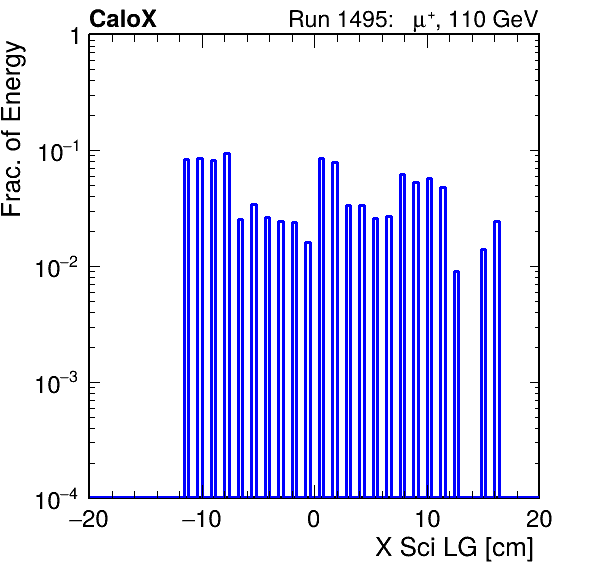 CaloX Run 1495: μ⁺, 110 GeV
Frac. of Energy
1
10⁻¹
10⁻²
10⁻³
10⁻⁴
−20 −10 0 10 20
X Sci LG [cm]